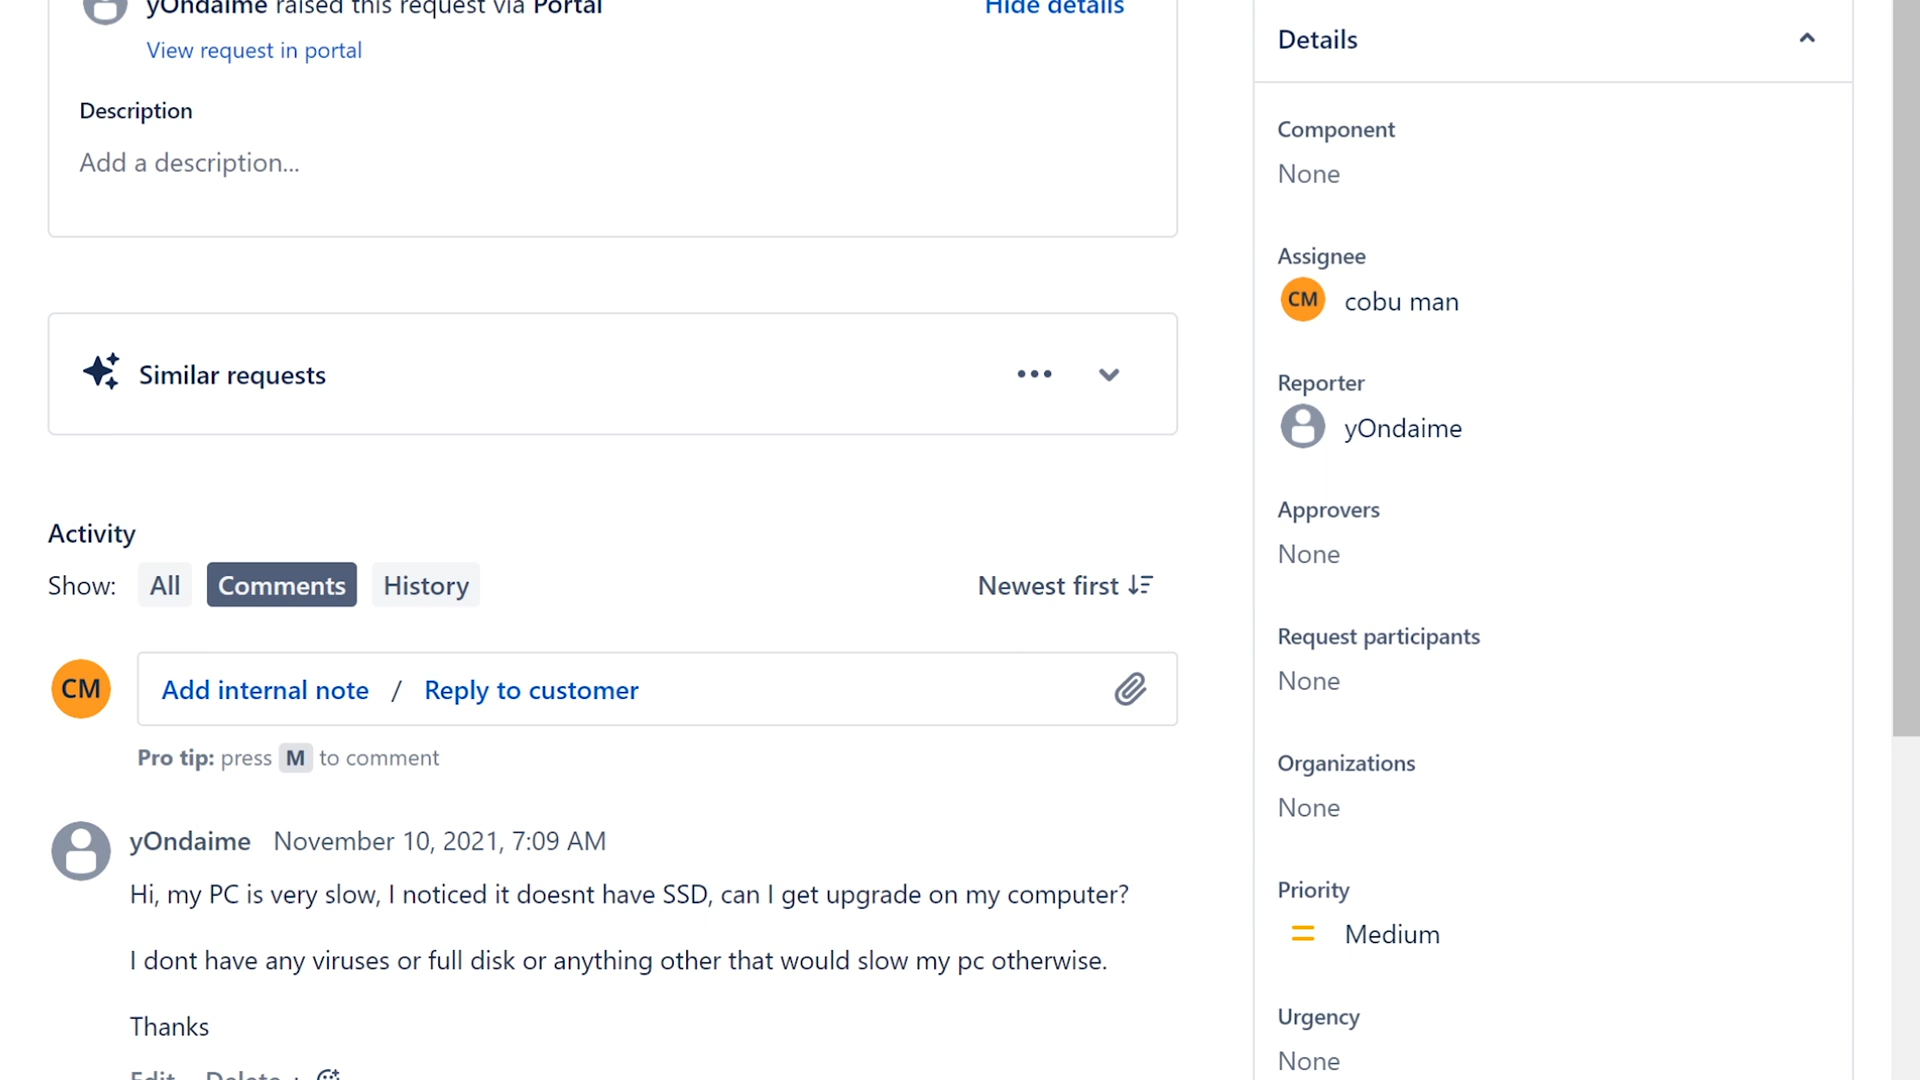 yOndaime raised this request via Portal
Hide details
View request in portal
Description
Add a description...
Similar requests
Activity
Show: All Comments History
Newest first
CM
Add internal note / Reply to customer
Pro tip: press M to comment
yOndaime November 10, 2021, 7:09 AM
Hi, my PC is very slow, I noticed it doesnt have SSD, can I get upgrade on my computer?
I dont have any viruses or full disk or anything other that would slow my pc otherwise.
Thanks
Edit · Delete ·
Details
Component
None
Assignee
CM cobu man
Reporter
yOndaime
Approvers
None
Request participants
None
Organizations
None
Priority
Medium
Urgency
None